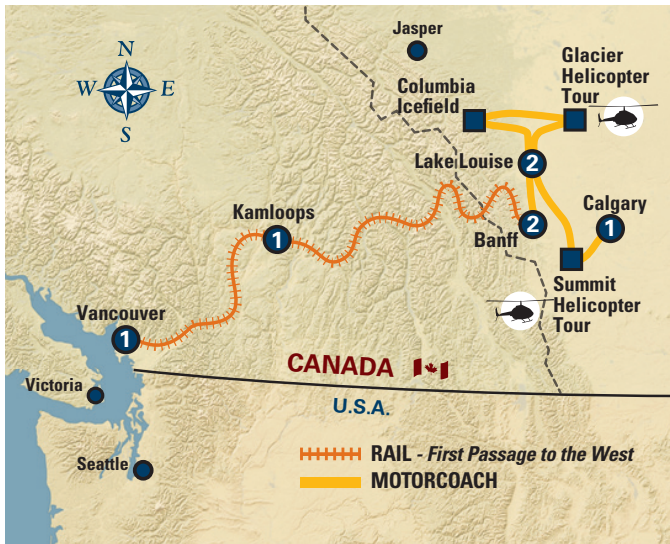 Jasper
N
W
E
S
Columbia
Icefield
Glacier
Helicopter
Tour
Lake Louise
2
Kamloops
1
Banff
2
Calgary
1
Summit
Helicopter
Tour
Vancouver
1
CANADA
Victoria
U.S.A.
Seattle
RAIL - First Passage to the West
MOTORCOACH